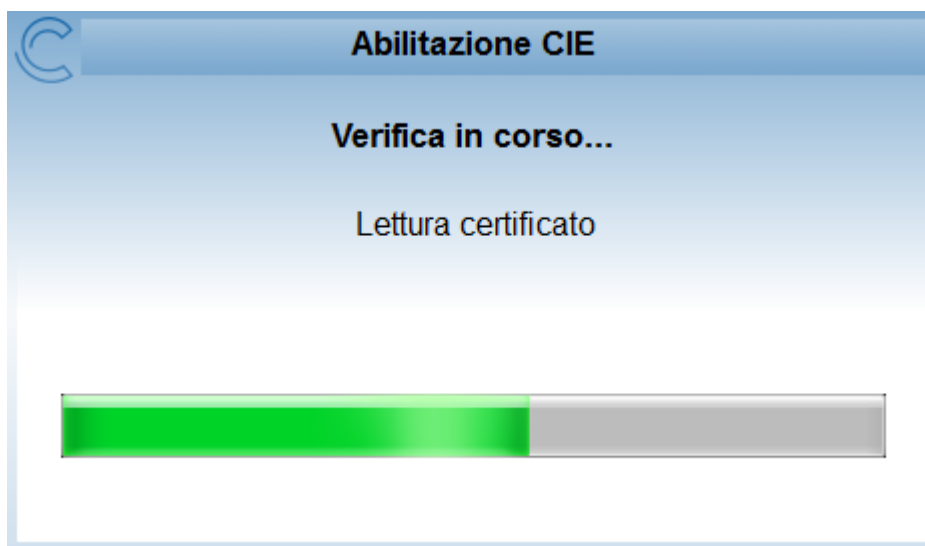 Abilitazione CIE
Verifica in corso...
Lettura certificato